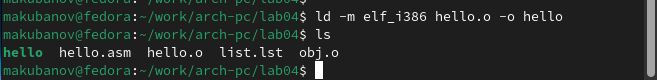 makubanov@fedora:~/work/arch-pc/lab04$ ld -m elf_i386 hello.o -o hello
makubanov@fedora:~/work/arch-pc/lab04$ ls
hello  hello.asm  hello.o  list.lst  obj.o
makubanov@fedora:~/work/arch-pc/lab04$